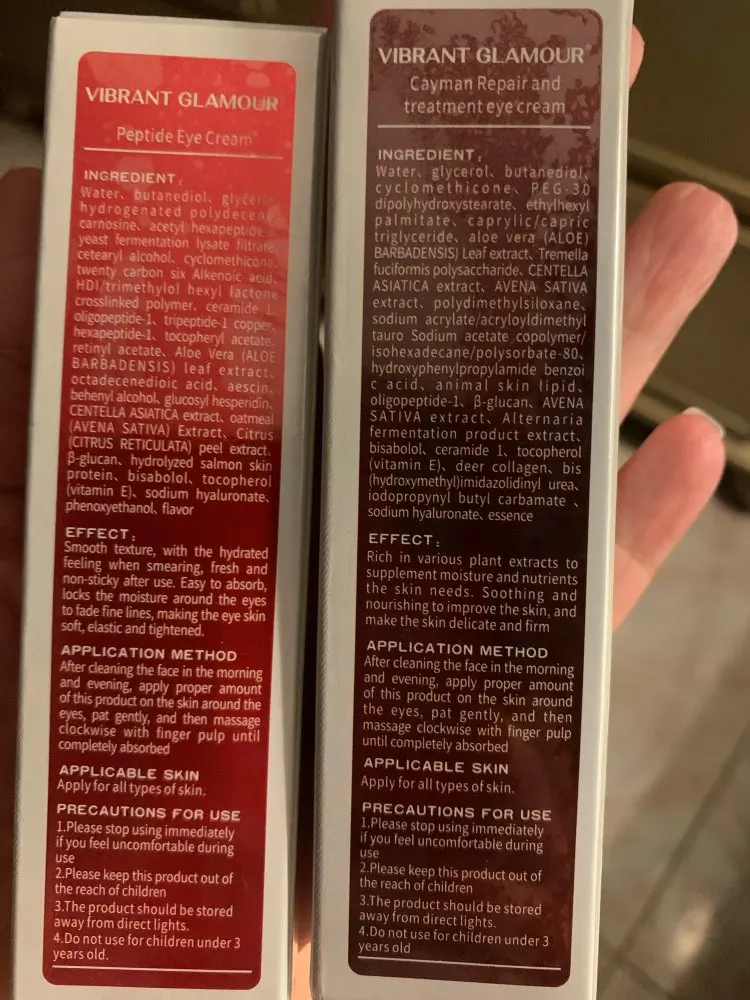 VIBRANT GLAMOUR
Peptide Eye Cream
INGREDIENT:
Water、butanediol、glycerin、
hydrogenated polydecene、
carnosine、acetyl hexapeptide-8、
yeast fermentation lysate filtrate、
cetearyl alcohol、cyclomethicone、
twenty carbon six Alkenoic acid、
HDI/trimethylol hexyl lactone
crosslinked polymer、ceramide 1、
oligopeptide-1、tripeptide-1 copper、
hexapeptide-1、tocopheryl acetate、
retinyl acetate、Aloe Vera (ALOE
BARBADENSIS) leaf extract、
octadecenedioic acid、aescin、
behenyl alcohol、glucosyl hesperidin、
CENTELLA ASIATICA extract、oatmeal
(AVENA SATIVA) Extract、Citrus
(CITRUS RETICULATA) peel extract、
β-glucan、hydrolyzed salmon skin
protein、bisabolol、tocopherol
(vitamin E)、sodium hyaluronate、
phenoxyethanol、flavor
EFFECT:
Smooth texture, with the hydrated
feeling when smearing, fresh and
non-sticky after use. Easy to absorb,
locks the moisture around the eyes
to fade fine lines, making the eye skin
soft, elastic and tightened.
APPLICATION METHOD
After cleaning the face in the morning
and evening, apply proper amount
of this product on the skin around the
eyes, pat gently, and then massage
clockwise with finger pulp until
completely absorbed
APPLICABLE SKIN
Apply for all types of skin.
PRECAUTIONS FOR USE
1.Please stop using immediately
if you feel uncomfortable during
use
2.Please keep this product out of
the reach of children
3.The product should be stored
away from direct lights.
4.Do not use for children under 3
years old.
VIBRANT GLAMOUR
Cayman Repair and
treatment eye cream
INGREDIENT:
Water、glycerol、butanediol、
cyclomethicone、PEG-30
dipolyhydroxystearate、ethylhexyl
palmitate、caprylic/capric
triglyceride、aloe vera (ALOE)
BARBADENSIS) Leaf extract、Tremella
fuciformis polysaccharide、CENTELLA
ASIATICA extract、AVENA SATIVA
extract、polydimethylsiloxane、
sodium acrylate/acryloyldimethyl
tauro Sodium acetate copolymer/
isohexadecane/polysorbate-80、
hydroxyphenylpropylamide benzoi
c acid、animal skin lipid、
oligopeptide-1、β-glucan、AVENA
SATIVA extract、Alternaria
fermentation product extract、
bisabolol、ceramide 1、tocopherol
(vitamin E)、deer collagen、bis
(hydroxymethyl)imidazolidinyl urea、
iodopropynyl butyl carbamate 、
sodium hyaluronate、essence
EFFECT:
Rich in various plant extracts to
supplement moisture and nutrients
the skin needs. Soothing and
nourishing to improve the skin, and
make the skin delicate and firm
APPLICATION METHOD
After cleaning the face in the morning
and evening, apply proper amount
of this product on the skin around
the eyes, pat gently, and then
massage clockwise with finger pulp
until completely absorbed
APPLICABLE SKIN
Apply for all types of skin.
PRECAUTIONS FOR USE
1.Please stop using immediately
if you feel uncomfortable during
use
2.Please keep this product out of
the reach of children
3.The product should be stored
away from direct lights.
4.Do not use for children under 3
years old